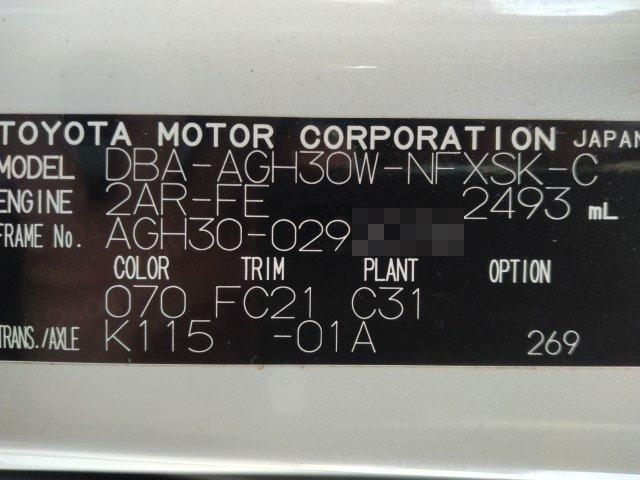 TOYOTA MOTOR CORPORATION JAPAN
MODEL DBA-AGH30W-NFXSK-C
ENGINE 2AR-FE 2493 mL
FRAME No. AGH30-029
COLOR TRIM PLANT OPTION
070 FC21 C31
TRANS./AXLE K115 -01A 269